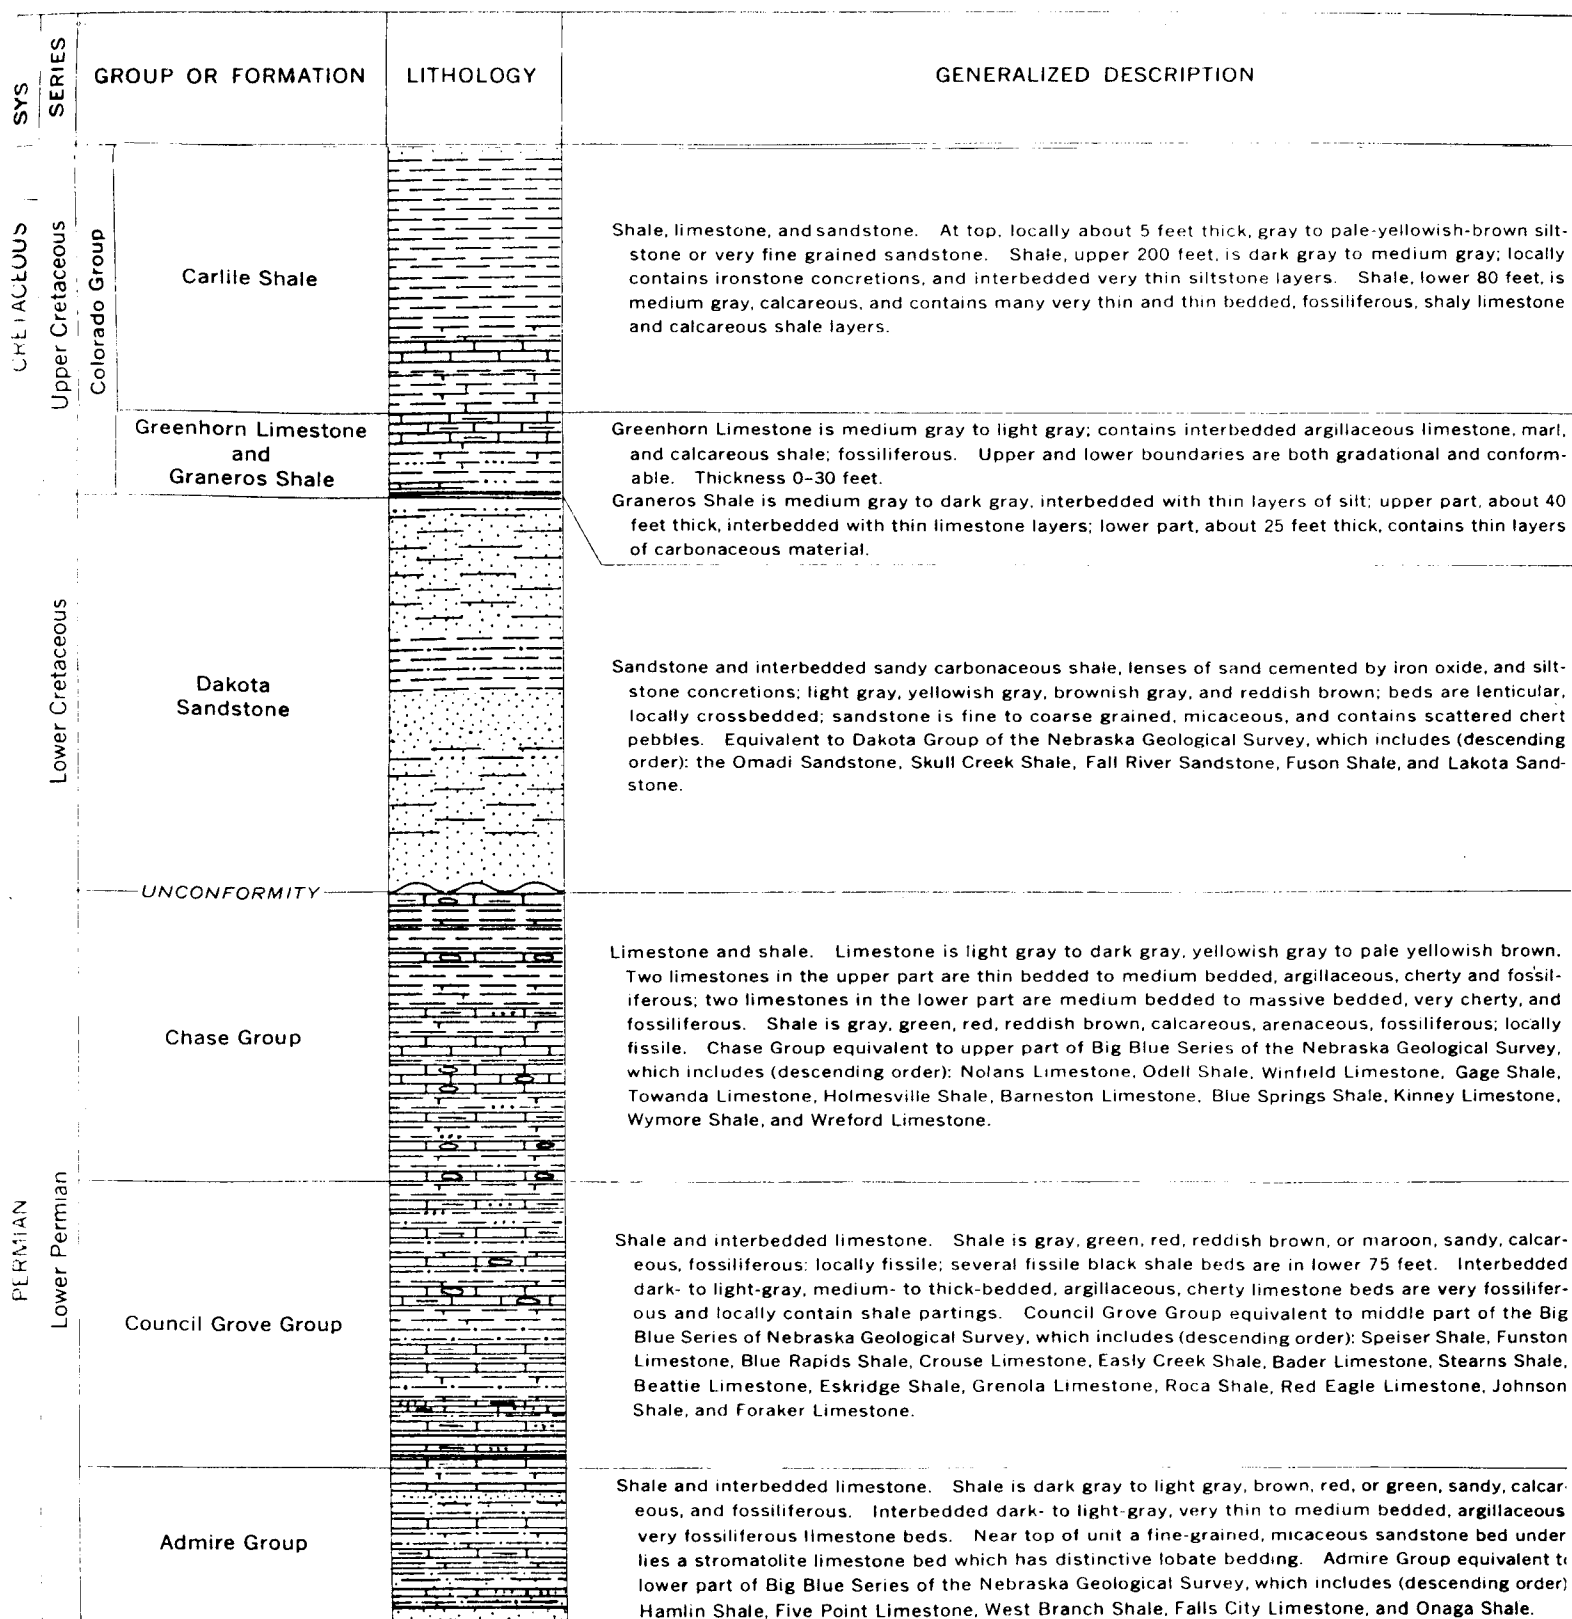 SYS
SERIES
GROUP OR FORMATION
LITHOLOGY
GENERALIZED DESCRIPTION
CRETACEOUS
Upper Cretaceous
Colorado Group
Carlile Shale
Shale, limestone, and sandstone. At top, locally about 5 feet thick, gray to pale-yellowish-brown silt-
stone or very fine grained sandstone. Shale, upper 200 feet, is dark gray to medium gray; locally
contains ironstone concretions, and interbedded very thin siltstone layers. Shale, lower 80 feet, is
medium gray, calcareous, and contains many very thin and thin bedded, fossiliferous, shaly limestone
and calcareous shale layers.
Greenhorn Limestone
and
Graneros Shale
Greenhorn Limestone is medium gray to light gray; contains interbedded argillaceous limestone, marl,
and calcareous shale; fossiliferous. Upper and lower boundaries are both gradational and conform-
able. Thickness 0-30 feet.
Graneros Shale is medium gray to dark gray, interbedded with thin layers of silt; upper part, about 40
feet thick, interbedded with thin limestone layers; lower part, about 25 feet thick, contains thin layers
of carbonaceous material.
Lower Cretaceous
Dakota
Sandstone
Sandstone and interbedded sandy carbonaceous shale, lenses of sand cemented by iron oxide, and silt-
stone concretions; light gray, yellowish gray, brownish gray, and reddish brown; beds are lenticular,
locally crossbedded; sandstone is fine to coarse grained, micaceous, and contains scattered chert
pebbles. Equivalent to Dakota Group of the Nebraska Geological Survey, which includes (descending
order): the Omadi Sandstone, Skull Creek Shale, Fall River Sandstone, Fuson Shale, and Lakota Sand-
stone.
UNCONFORMITY
PERMIAN
Lower Permian
Chase Group
Limestone and shale. Limestone is light gray to dark gray, yellowish gray to pale yellowish brown.
Two limestones in the upper part are thin bedded to medium bedded, argillaceous, cherty and fossil-
iferous; two limestones in the lower part are medium bedded to massive bedded, very cherty, and
fossiliferous. Shale is gray, green, red, reddish brown, calcareous, arenaceous, fossiliferous; locally
fissile. Chase Group equivalent to upper part of Big Blue Series of the Nebraska Geological Survey,
which includes (descending order): Nolans Limestone, Odell Shale, Winfield Limestone, Gage Shale,
Towanda Limestone, Holmesville Shale, Barneston Limestone, Blue Springs Shale, Kinney Limestone,
Wymore Shale, and Wreford Limestone.
Council Grove Group
Shale and interbedded limestone. Shale is gray, green, red, reddish brown, or maroon, sandy, calcar-
eous, fossiliferous: locally fissile; several fissile black shale beds are in lower 75 feet. Interbedded
dark- to light-gray, medium- to thick-bedded, argillaceous, cherty limestone beds are very fossilifer-
ous and locally contain shale partings. Council Grove Group equivalent to middle part of the Big
Blue Series of Nebraska Geological Survey, which includes (descending order): Speiser Shale, Funston
Limestone, Blue Rapids Shale, Crouse Limestone, Easly Creek Shale, Bader Limestone, Stearns Shale,
Beattie Limestone, Eskridge Shale, Grenola Limestone, Roca Shale, Red Eagle Limestone, Johnson
Shale, and Foraker Limestone.
Admire Group
Shale and interbedded limestone. Shale is dark gray to light gray, brown, red, or green, sandy, calcar-
eous, and fossiliferous. Interbedded dark- to light-gray, very thin to medium bedded, argillaceous
very fossiliferous limestone beds. Near top of unit a fine-grained, micaceous sandstone bed under
lies a stromatolite limestone bed which has distinctive lobate bedding. Admire Group equivalent
lower part of Big Blue Series of the Nebraska Geological Survey, which includes (descending order)
Hamlin Shale, Five Point Limestone, West Branch Shale, Falls City Limestone, and Onaga Shale.